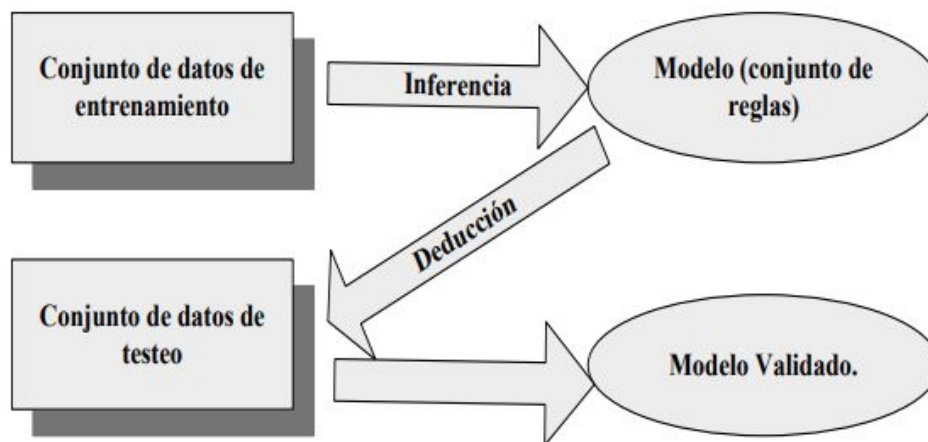 Conjunto de datos de
entrenamiento
Inferencia
Modelo (conjunto de
reglas)
Deducción
Conjunto de datos de
testeo
Modelo Validado.